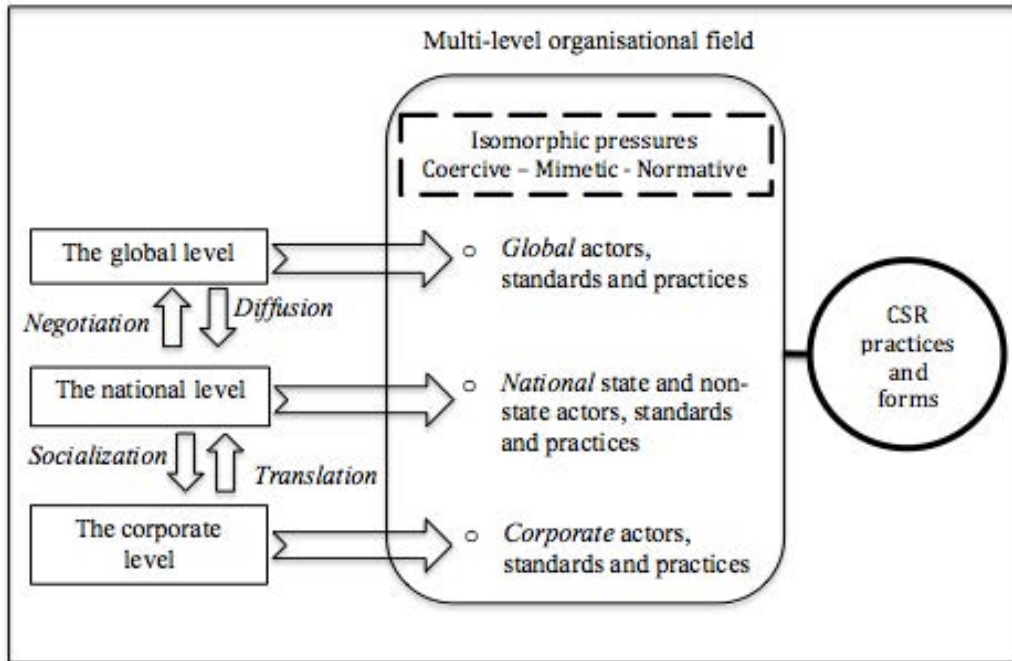 Multi-level organisational field
Isomorphic pressures
Coercive – Mimetic - Normative
The global level
Global actors,
standards and practices
Negotiation
Diffusion
The national level
National state and non-
state actors, standards
and practices
Socialization
Translation
The corporate
level
Corporate actors,
standards and practices
CSR
practices
and
forms